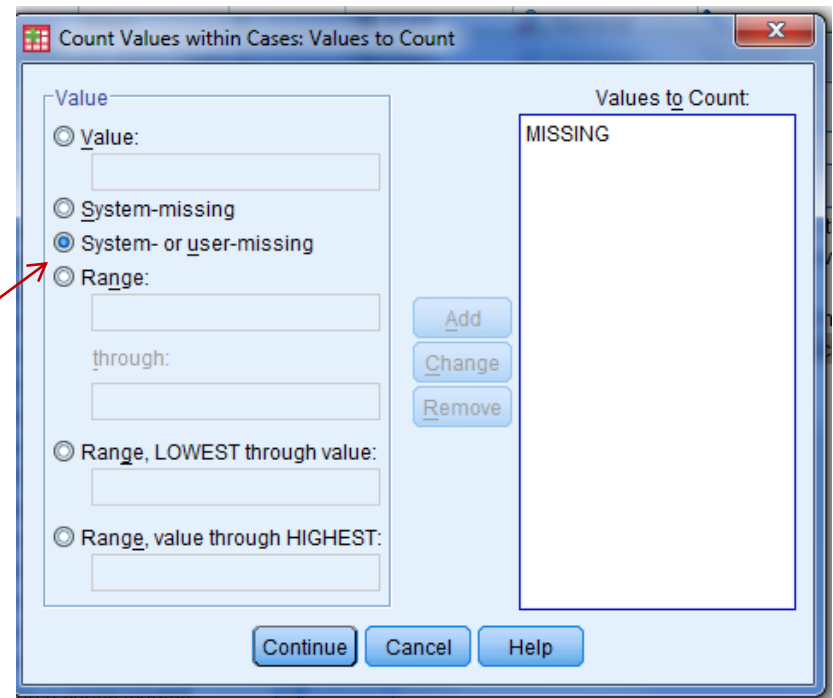 Count Values within Cases: Values to Count
Value
Value:
System-missing
System- or user-missing
Range:
through:
Range, LOWEST through value:
Range, value through HIGHEST:
Add
Change
Remove
Values to Count:
MISSING
Continue Cancel Help